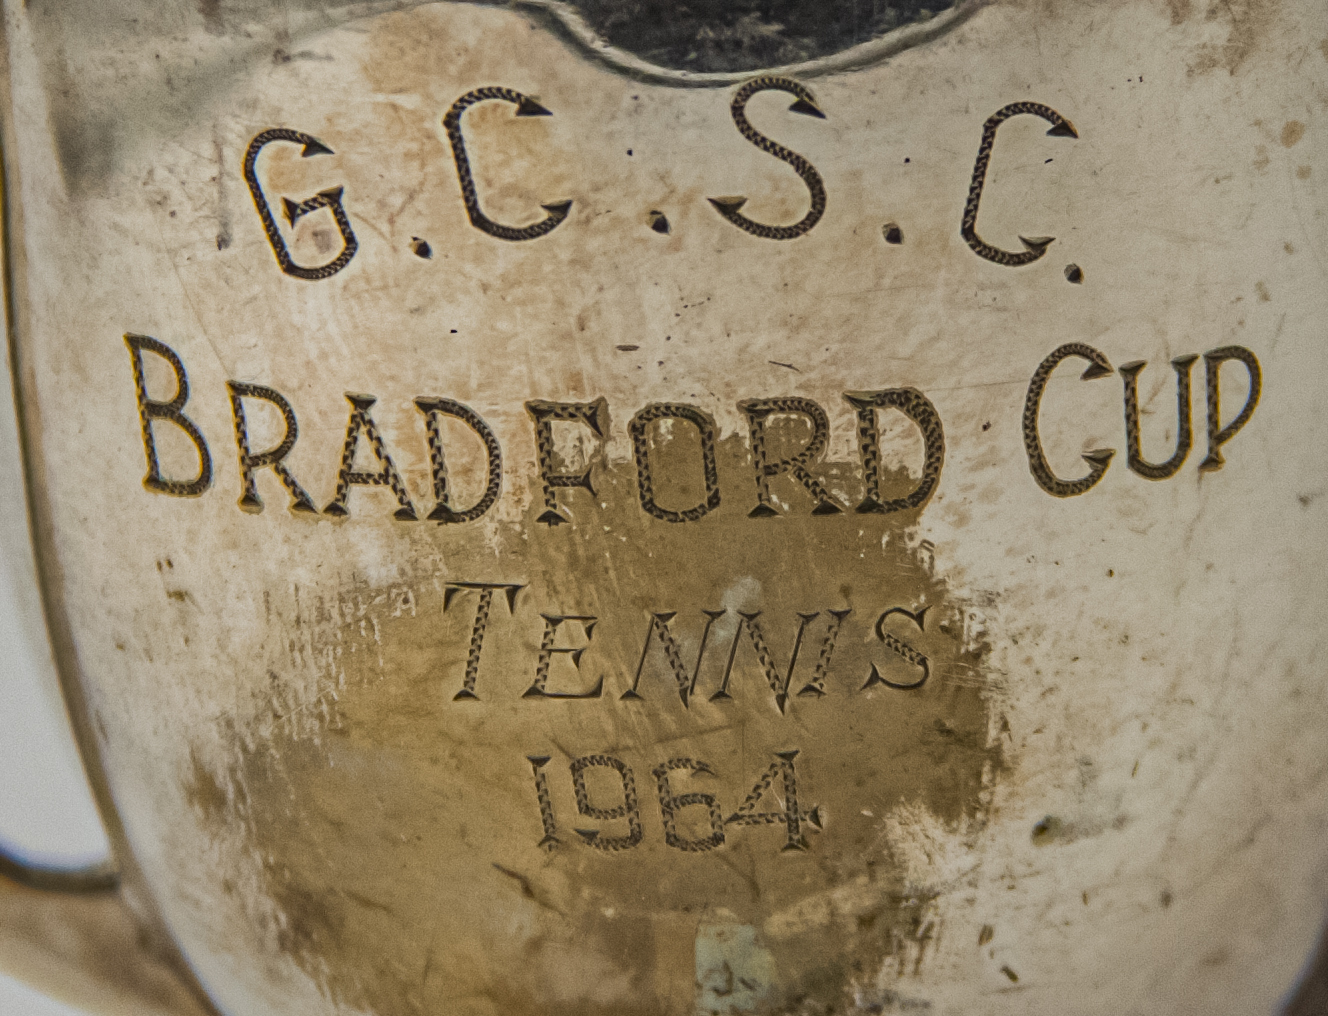 G.C.S.C.
BRADFORD CUP
TENNIS
1964